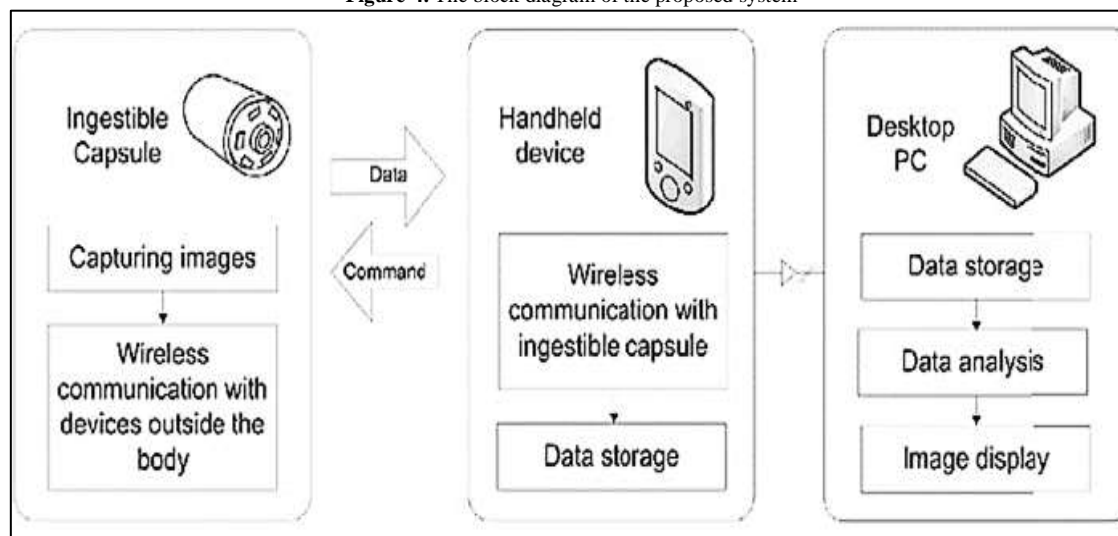 Figure 4.: The block diagram of the proposed system
Ingestible
Capsule
Capturing images
Wireless
communication with
devices outside the
body
Data
Command
Handheld
device
Wireless
communication with
ingestible capsule
Data storage
Desktop
PC
Data storage
Data analysis
Image display